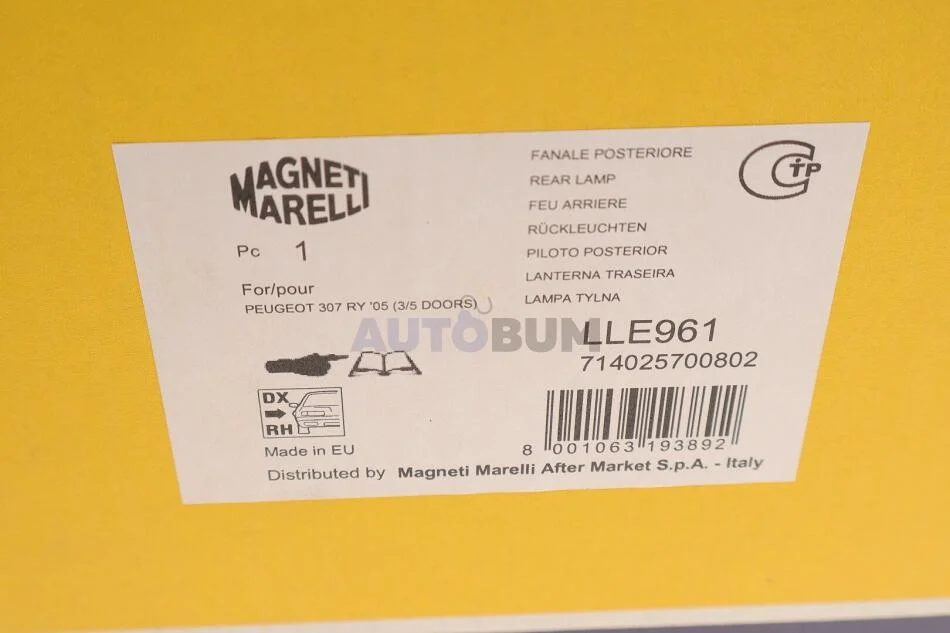 MAGNETI
MARELLI
Pc 1
For/pour
PEUGEOT 307 RY '05 (3/5 DOORS)
DX
RH
Made in EU
FANALE POSTERIORE
REAR LAMP
FEU ARRIERE
RÜCKLEUCHTEN
PILOTO POSTERIOR
LANTERNA TRASEIRA
LAMPA TYLNA
CTP
AUTOBUM
LLE961
714025700802
8 001063 193892
Distributed by Magneti Marelli After Market S.p.A. - Italy